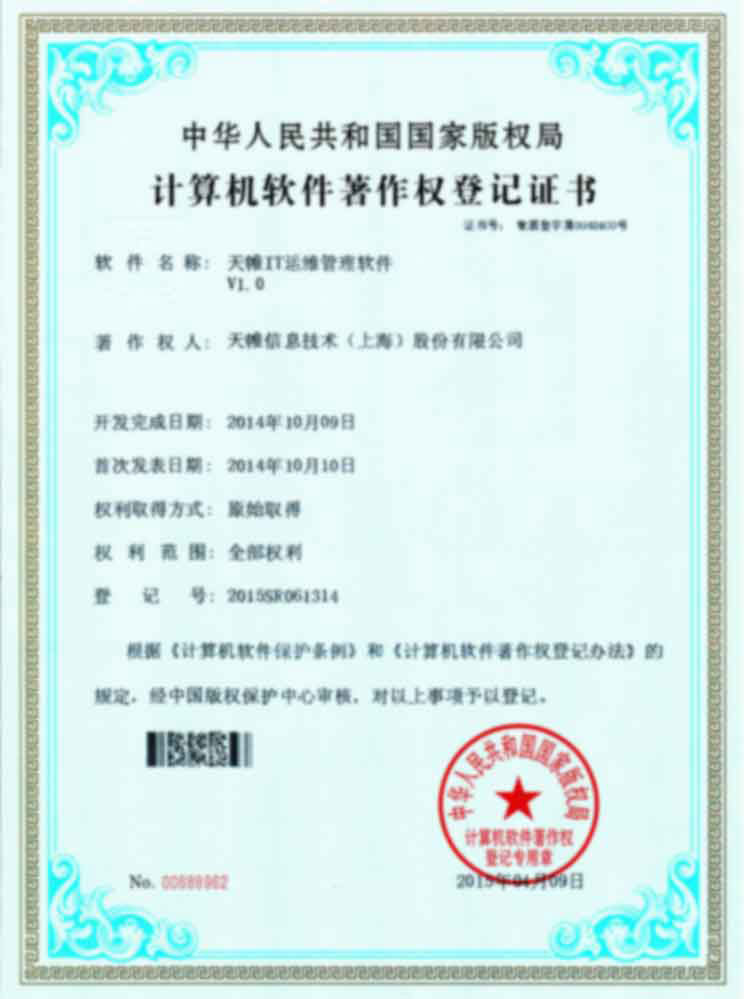 中华人民共和国国家版权局
计算机软件著作权登记证书
证书号：
软件名称： 天帷IT运维管理软件
V1.0
著作权人： 天帷信息技术（上海）股份有限公司
开发完成日期： 2014年10月09日
首次发表日期： 2014年10月10日
权利取得方式： 原始取得
权利范围： 全部权利
登记号： 2015SR061314
根据《计算机软件保护条例》和《计算机软件著作权登记办法》的
规定，经中国版权保护中心审核，对以上事项予以登记。
中华人民共和国国家版权局
计算机软件著作权
登记专用章
No. 00888962
2015年04月09日